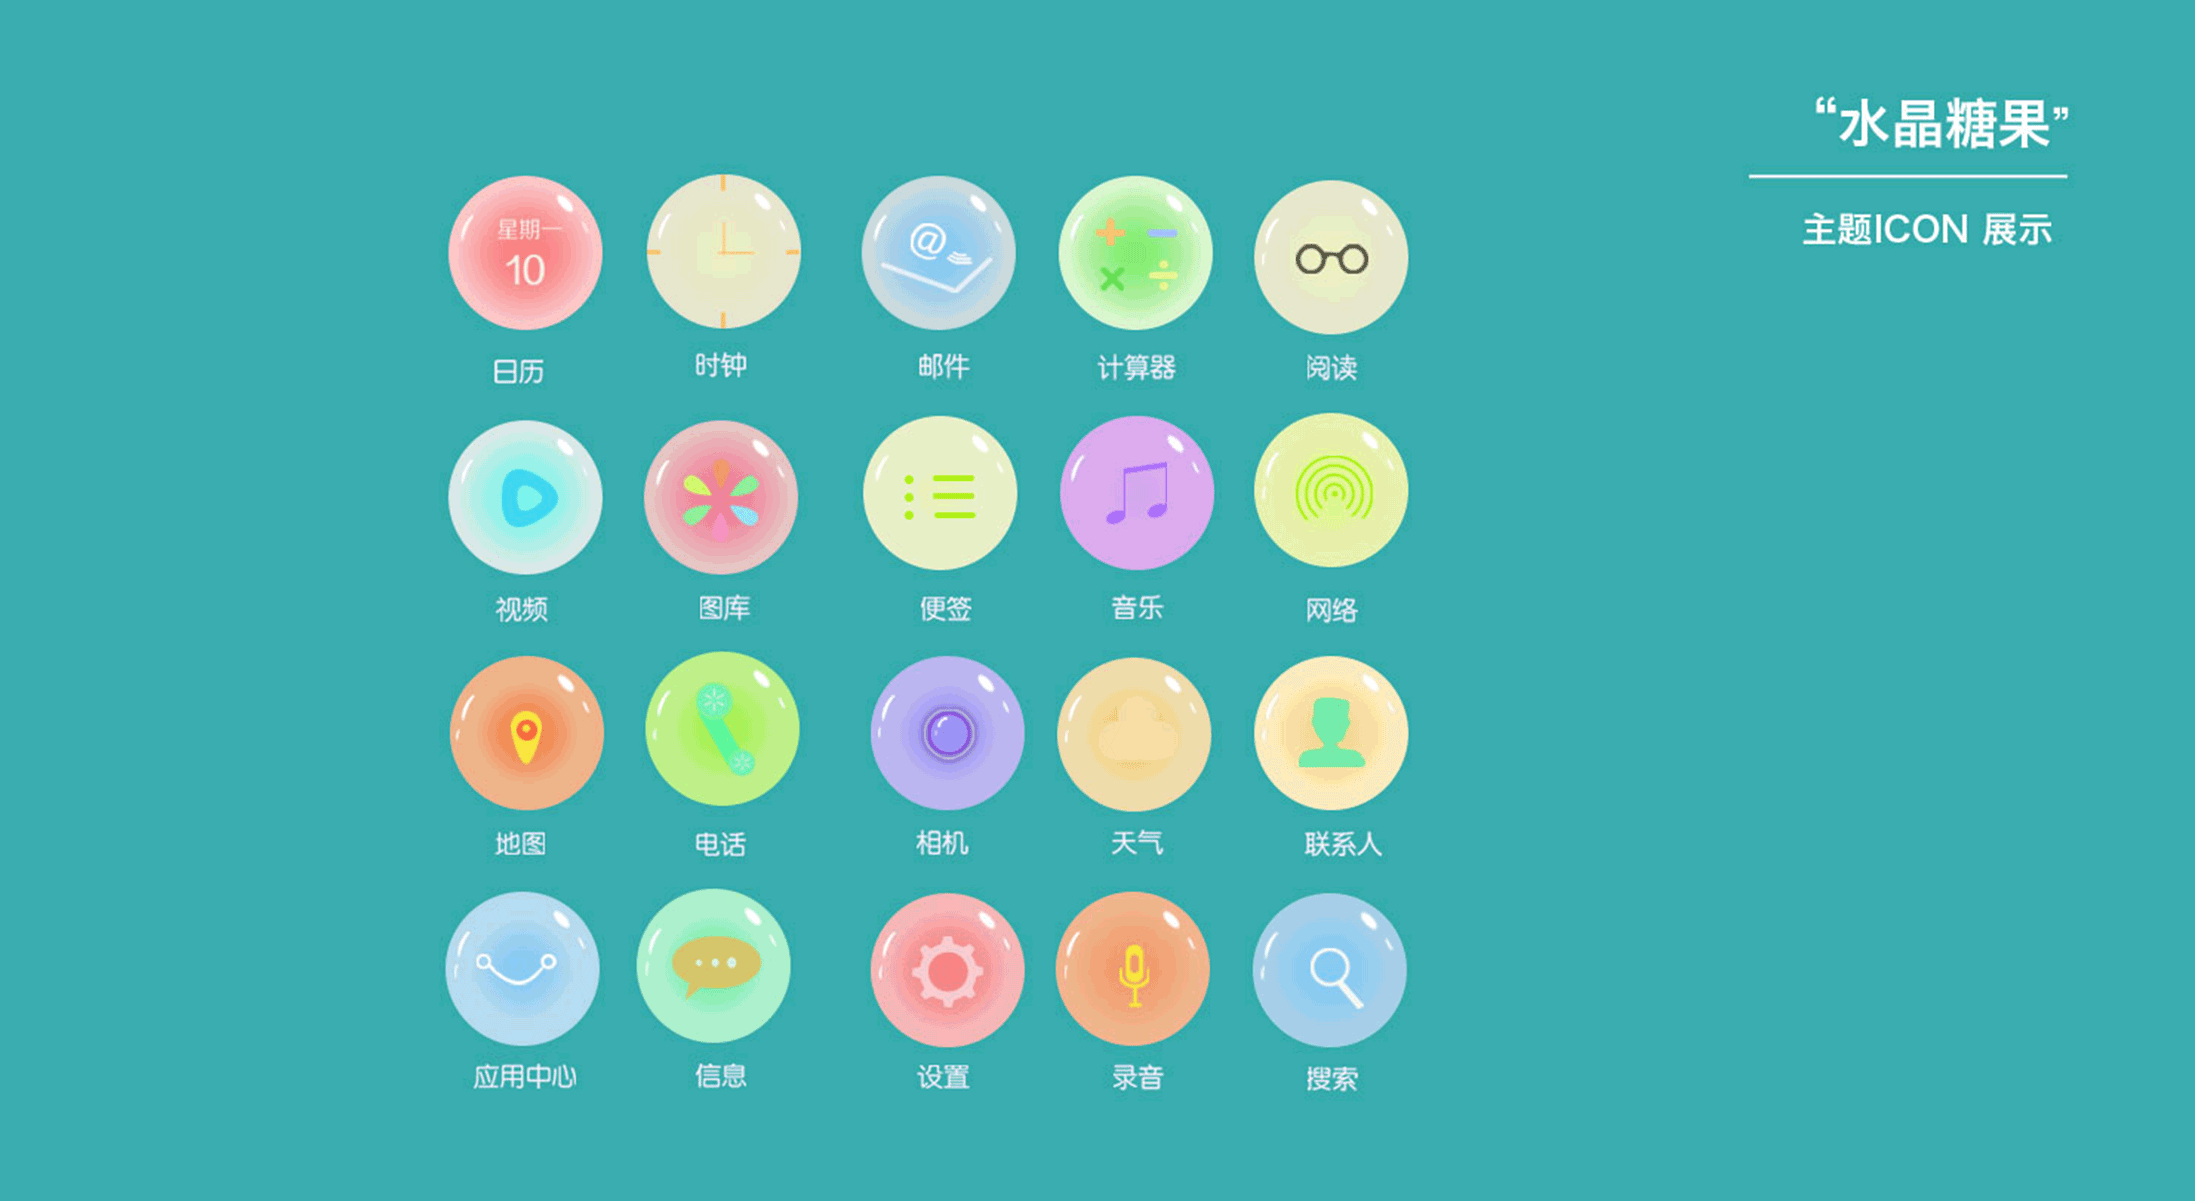 “水晶糖果”
主题ICON 展示
星期一
10
日历
时钟
@
邮件
计算器
阅读
视频
图库
便签
音乐
网络
地图
电话
相机
天气
联系人
应用中心
信息
设置
录音
搜索